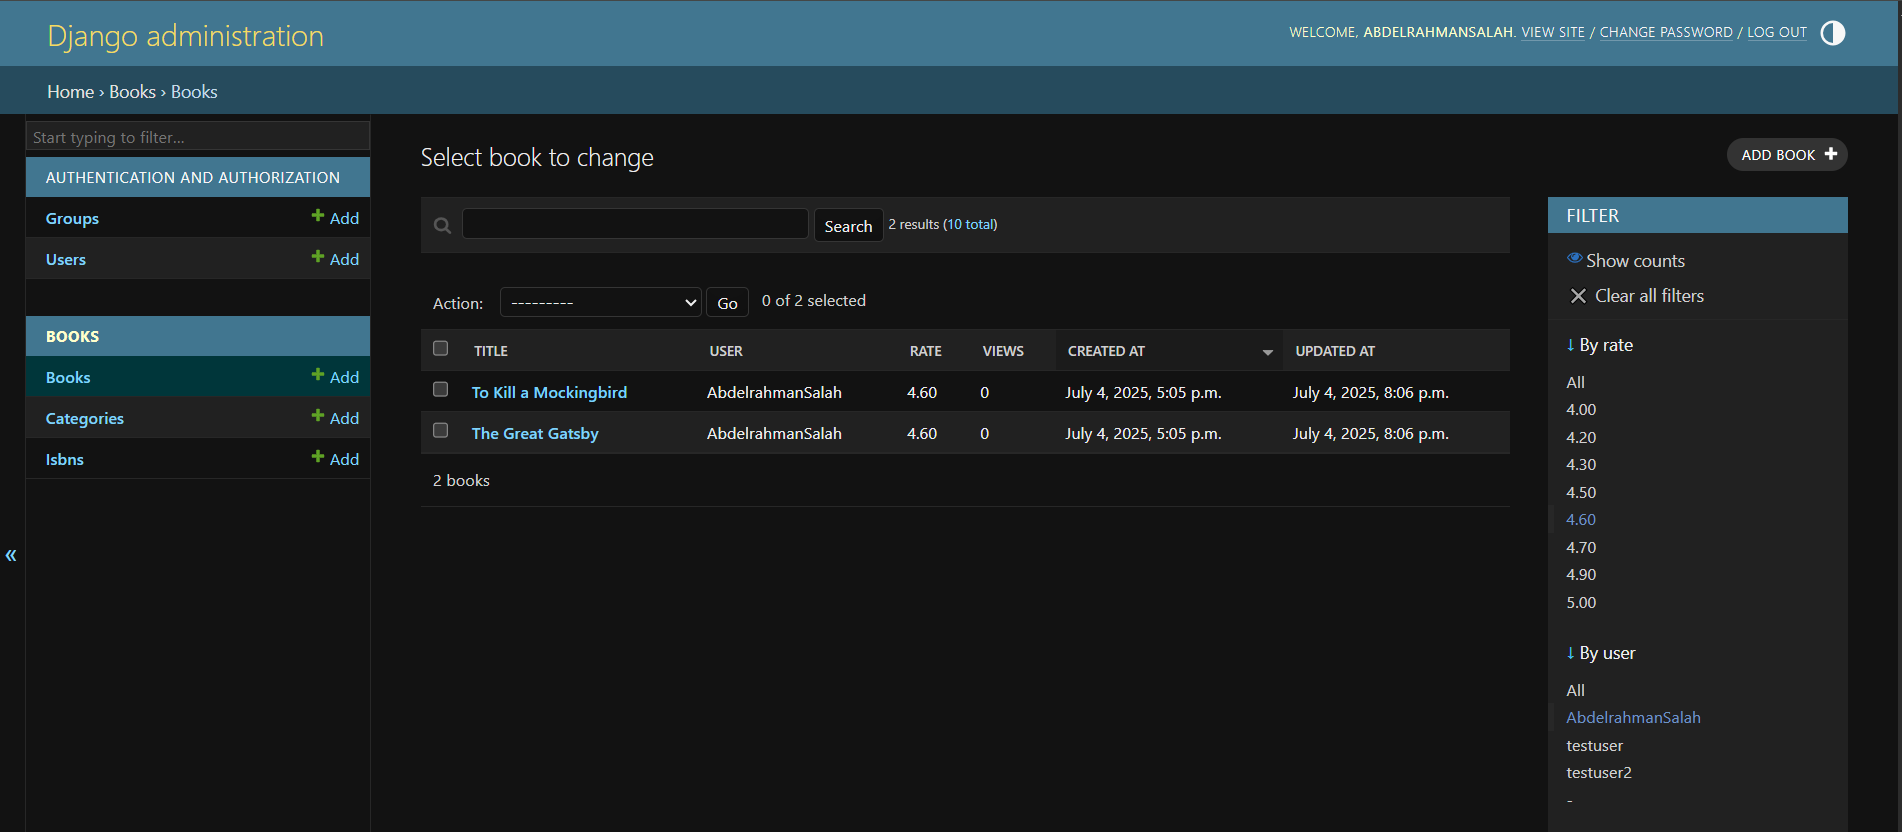 Django administration
WELCOME, ABDELRAHMANSALAH. VIEW SITE / CHANGE PASSWORD / LOG OUT
Home › Books › Books
Start typing to filter...
AUTHENTICATION AND AUTHORIZATION
Groups Add
Users Add
BOOKS
Books Add
Categories Add
Isbns Add
«
Select book to change
ADD BOOK
Search 2 results (10 total)
Action: --------- Go 0 of 2 selected
TITLE USER RATE VIEWS CREATED AT UPDATED AT
To Kill a Mockingbird AbdelrahmanSalah 4.60 0 July 4, 2025, 5:05 p.m. July 4, 2025, 8:06 p.m.
The Great Gatsby AbdelrahmanSalah 4.60 0 July 4, 2025, 5:05 p.m. July 4, 2025, 8:06 p.m.
2 books
FILTER
Show counts
Clear all filters
↓ By rate
All
4.00
4.20
4.30
4.50
4.60
4.70
4.90
5.00
↓ By user
All
AbdelrahmanSalah
testuser
testuser2
-